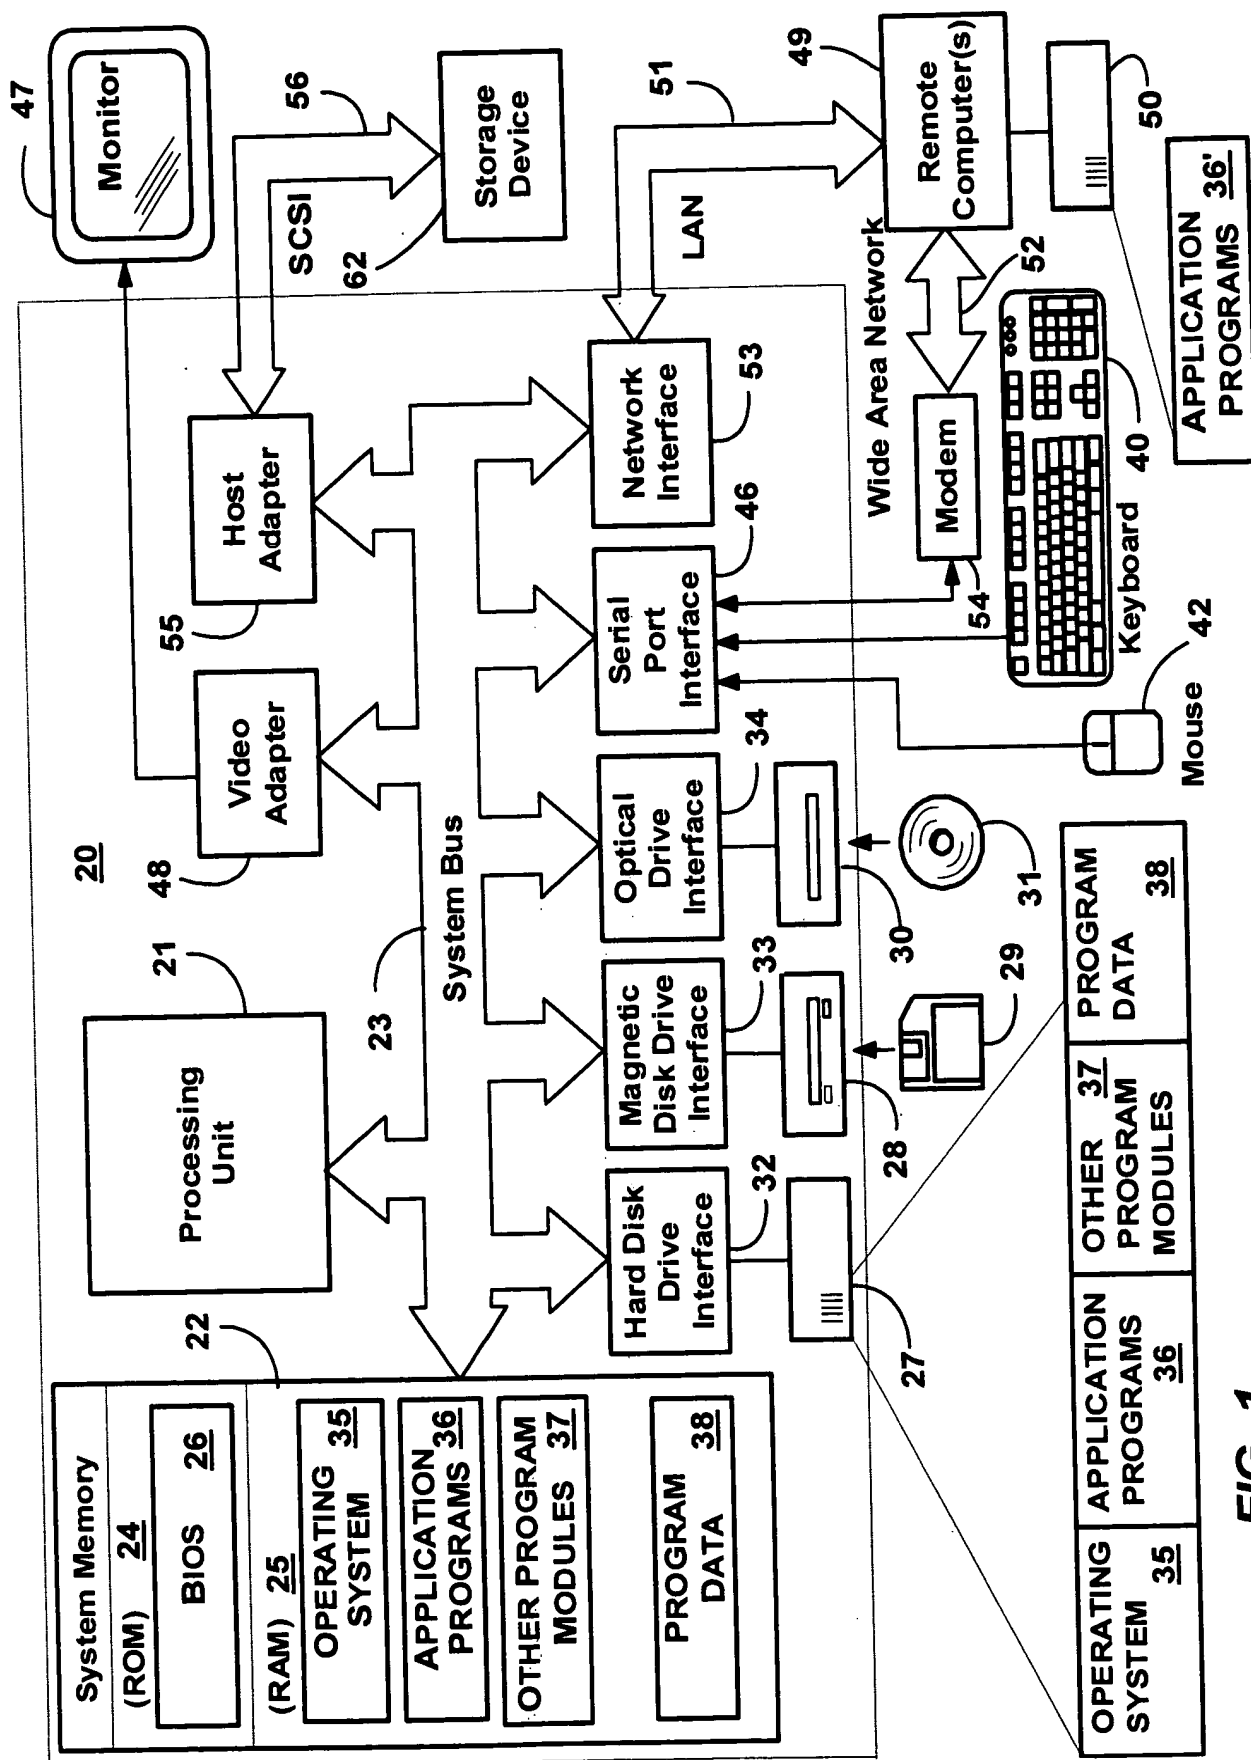 System Memory
(ROM) 24
BIOS 26
(RAM) 25
OPERATING
SYSTEM 35
APPLICATION
PROGRAMS 36
OTHER PROGRAM
MODULES 37
PROGRAM
DATA 38
22
Processing
Unit
21
20
23
System Bus
Video
Adapter
48
Host
Adapter
55
Monitor
47
SCSI
56
Storage
Device
62
Hard Disk
Drive
Interface
32
Magnetic
Disk Drive
Interface
33
Optical
Drive
Interface
34
Serial
Port
Interface
46
Network
Interface
53
LAN
51
27
28
29
30
31
Mouse
42
Keyboard
40
Modem
54
Wide Area Network
52
Remote
Computer(s)
49
50
APPLICATION
PROGRAMS 36'
OPERATING
SYSTEM 35
APPLICATION
PROGRAMS
36
OTHER 37
PROGRAM
MODULES
PROGRAM
DATA
38
FIG. 1